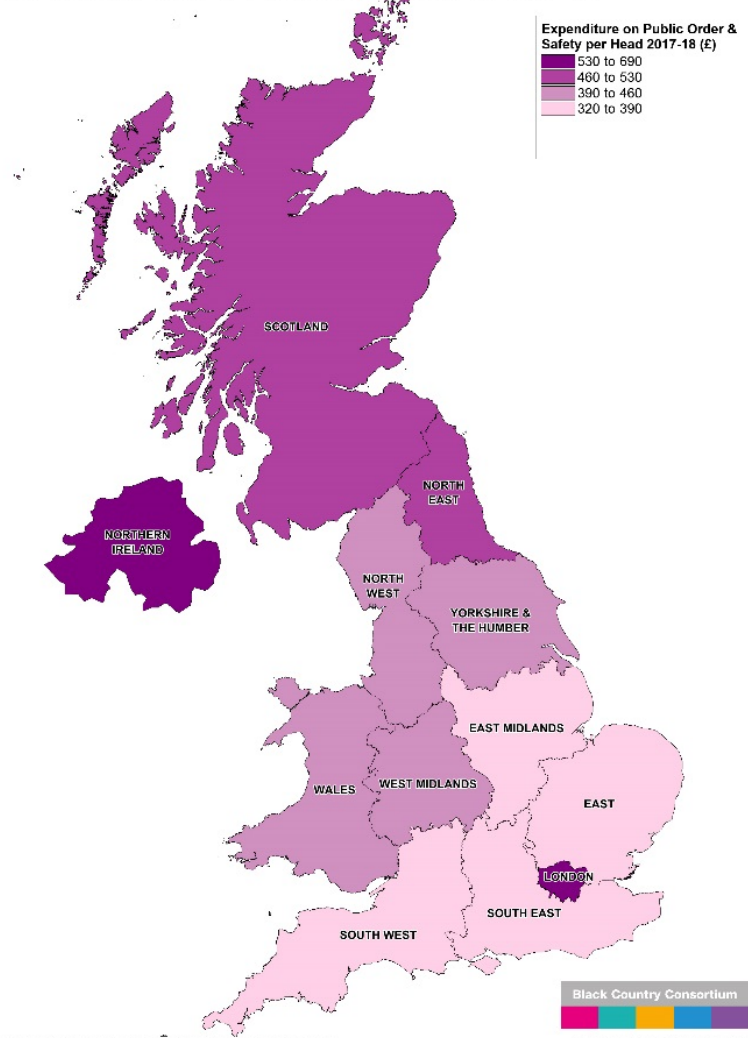 Expenditure on Public Order &
Safety per Head 2017-18 (£)
530 to 690
460 to 530
390 to 460
320 to 390
SCOTLAND
NORTH
EAST
NORTHERN
IRELAND
NORTH
WEST
YORKSHIRE &
THE HUMBER
EAST MIDLANDS
WALES
WEST MIDLANDS
EAST
LONDON
SOUTH EAST
SOUTH WEST
Black Country Consortium